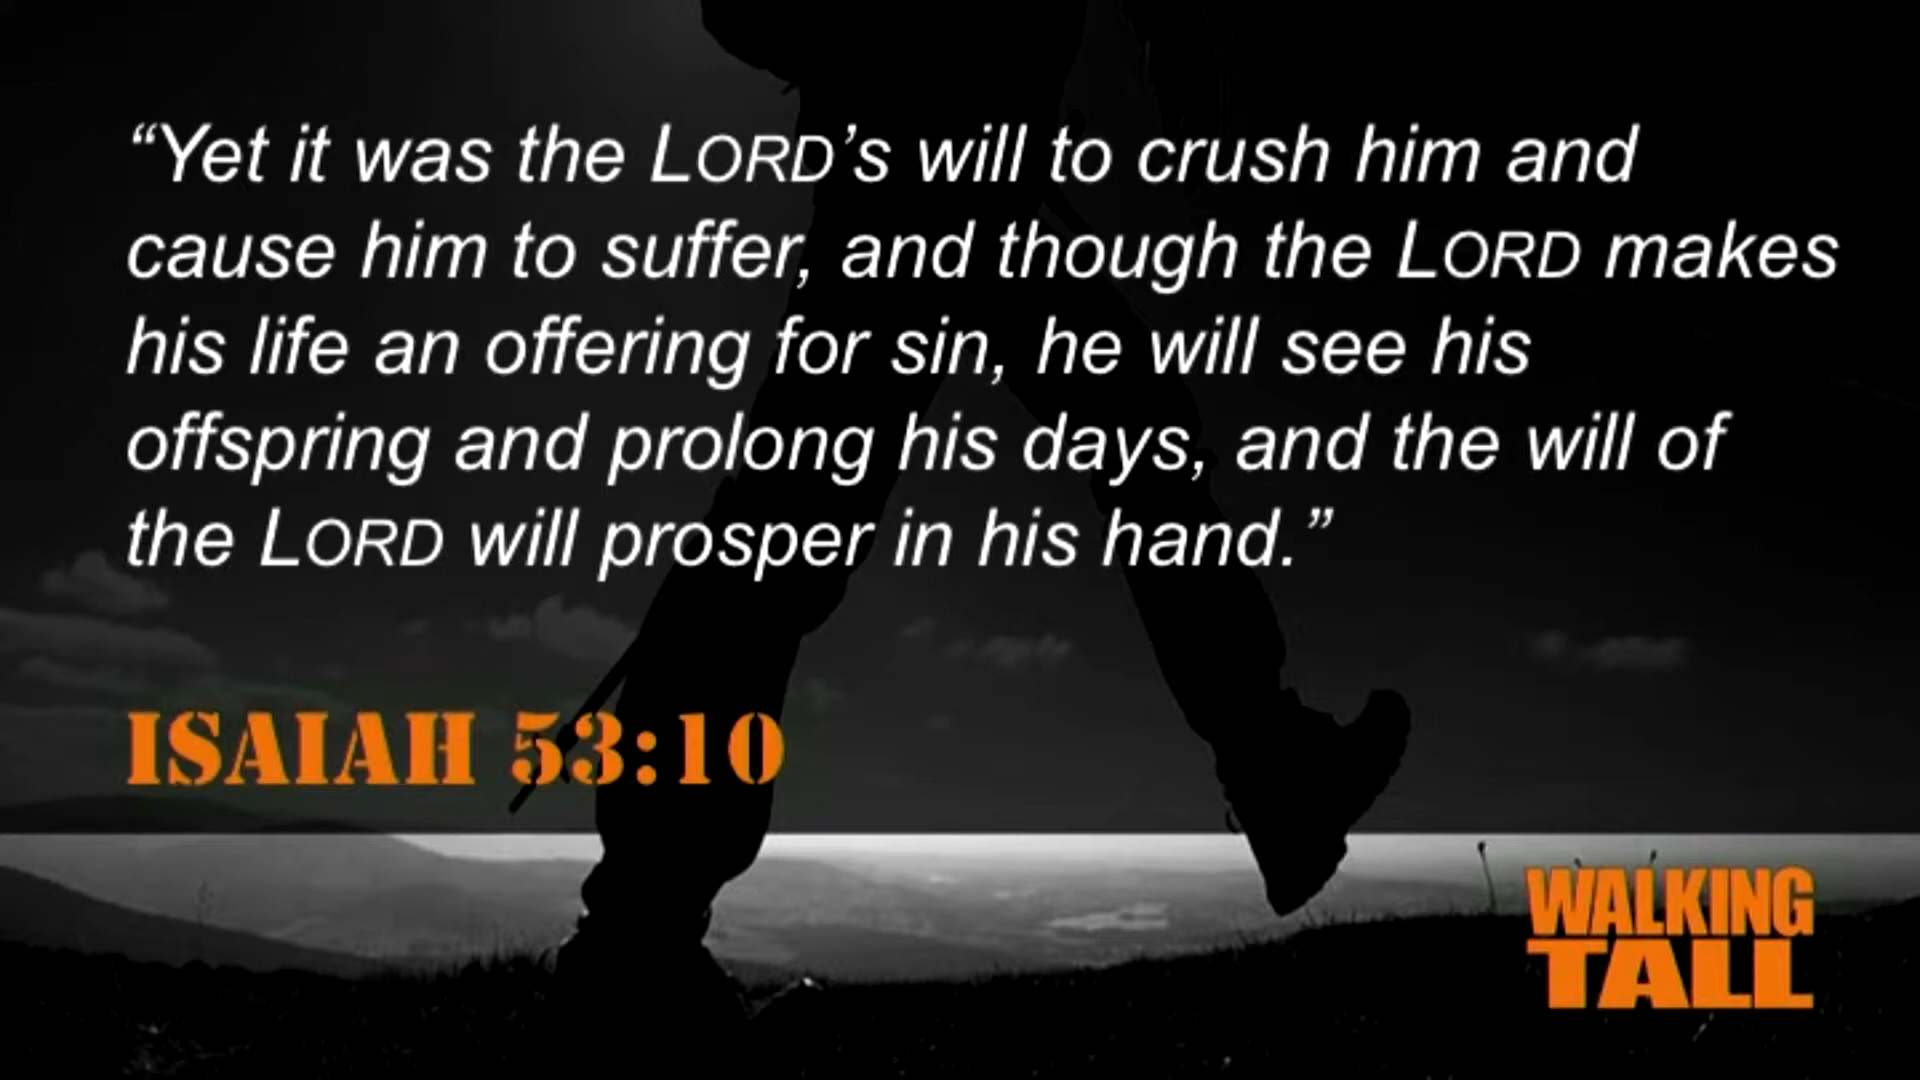 “Yet it was the LORD’s will to crush him and
cause him to suffer, and though the LORD makes
his life an offering for sin, he will see his
offspring and prolong his days, and the will of
the LORD will prosper in his hand.”
ISAIAH 53:10
WALKING
TALL